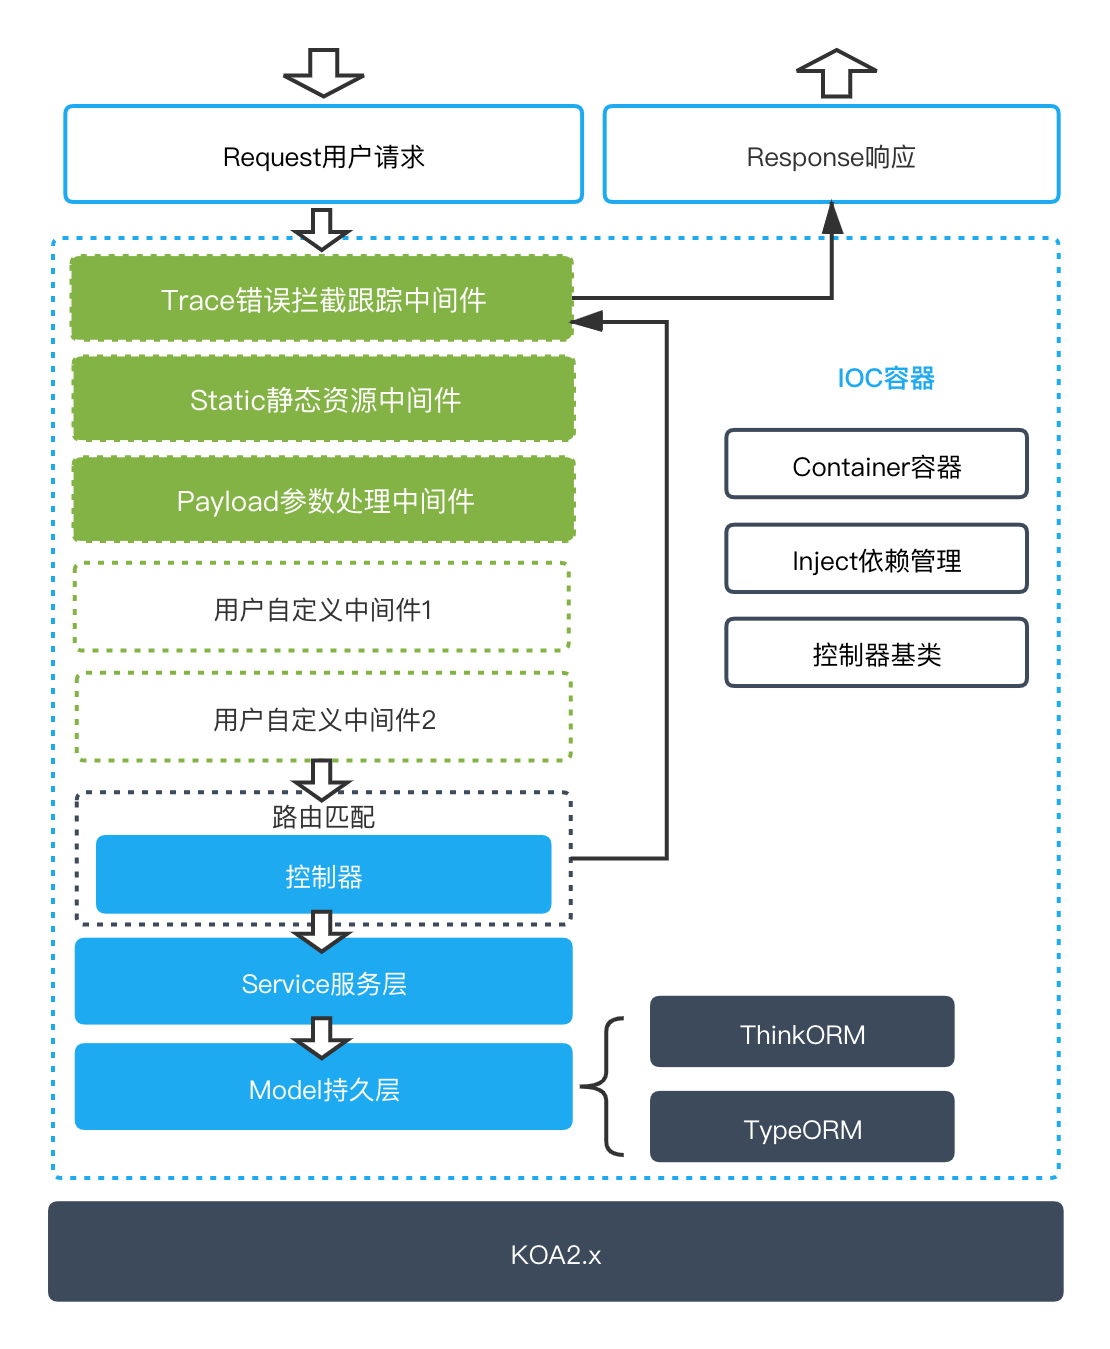 Request用户请求
Response响应
Trace错误拦截跟踪中间件
Static静态资源中间件
Payload参数处理中间件
用户自定义中间件1
用户自定义中间件2
路由匹配
控制器
Service服务层
Model持久层
IOC容器
Container容器
Inject依赖管理
控制器基类
ThinkORM
TypeORM
KOA2.x